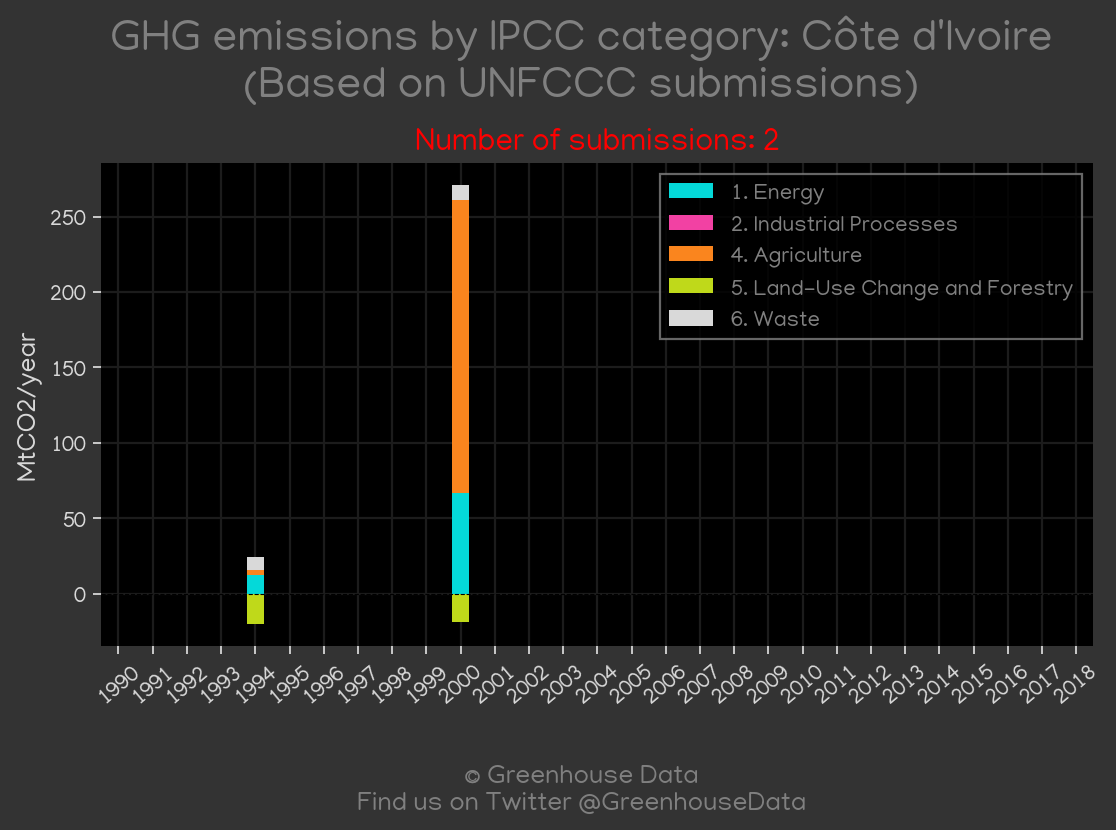 GHG emissions by IPCC category: Côte d'Ivoire
(Based on UNFCCC submissions)
Number of submissions: 2
1. Energy
2. Industrial Processes
4. Agriculture
5. Land-Use Change and Forestry
6. Waste
MtCO2/year
250
200
150
100
50
0
1990 1991 1992 1993 1994 1995 1996 1997 1998 1999 2000 2001 2002 2003 2004 2005 2006 2007 2008 2009 2010 2011 2012 2013 2014 2015 2016 2017 2018
© Greenhouse Data
Find us on Twitter @GreenhouseData